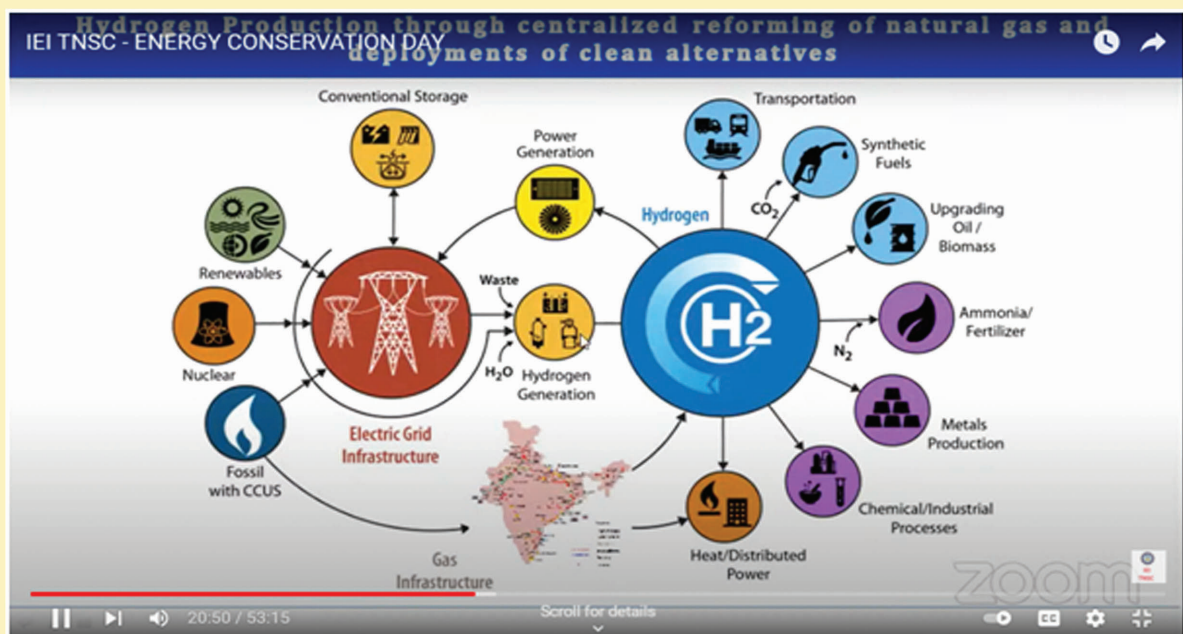 Hydrogen Production through centralized reforming of natural gas and
deployments of clean alternatives
IEI TNSC - ENERGY CONSERVATION DAY
Conventional Storage
Power
Generation
Transportation
Synthetic
Fuels
CO2
Hydrogen
Upgrading
Oil /
Biomass
Renewables
Waste
H2
Ammonia/
Fertilizer
N2
Nuclear
H2O
Hydrogen
Generation
Metals
Production
Electric Grid
Infrastructure
Fossil
with CCUS
Chemical/Industrial
Processes
Gas
Infrastructure
Heat/Distributed
Power
zoom
IEI
TNSC
20:50 / 53:15
Scroll for details
CC